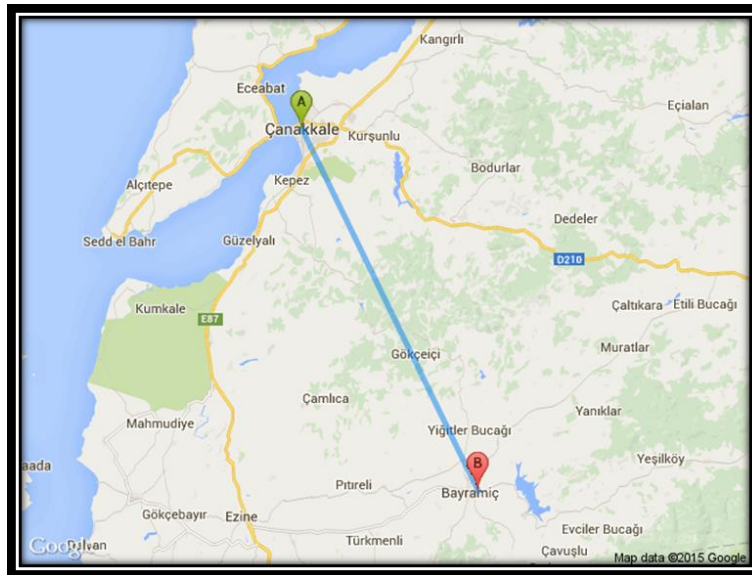 Kangırlı
Eceabat
A
Eçialan
Çanakkale
Kurşunlu
Bodurlar
Kepez
Alçıtepe
Dedeler
Sedd el Bahr
Güzelyalı
D210
Kumkale
E87
Çaltıkara
Etili Bucağı
Muratlar
Gökçeiçi
Çamlıca
Yanıklar
Mahmudiye
Yiğitler Bucağı
Yeşilköy
aada
B
Pıtıreli
Bayramiç
Gökçebayır
Ezine
Evciler Bucağı
Türkmenli
Çavuşlu
Google
Map data ©2015 Google